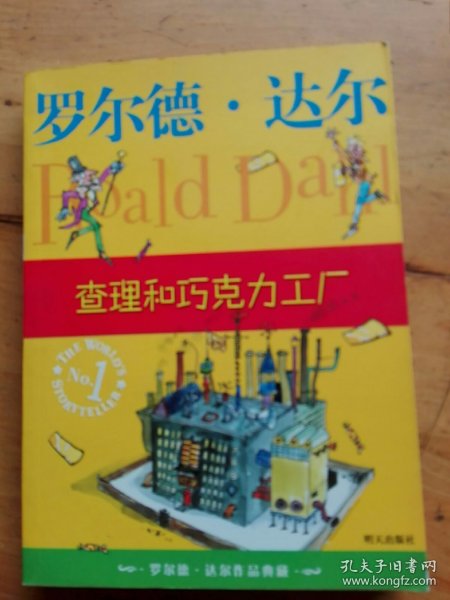 罗尔德·达尔
Roald Dahl
查理和巧克力工厂
THE WORLD'S
No.1
STORYTELLER
明天出版社
·罗尔德·达尔作品典藏·
孔夫子旧书网
www.kongfz.com